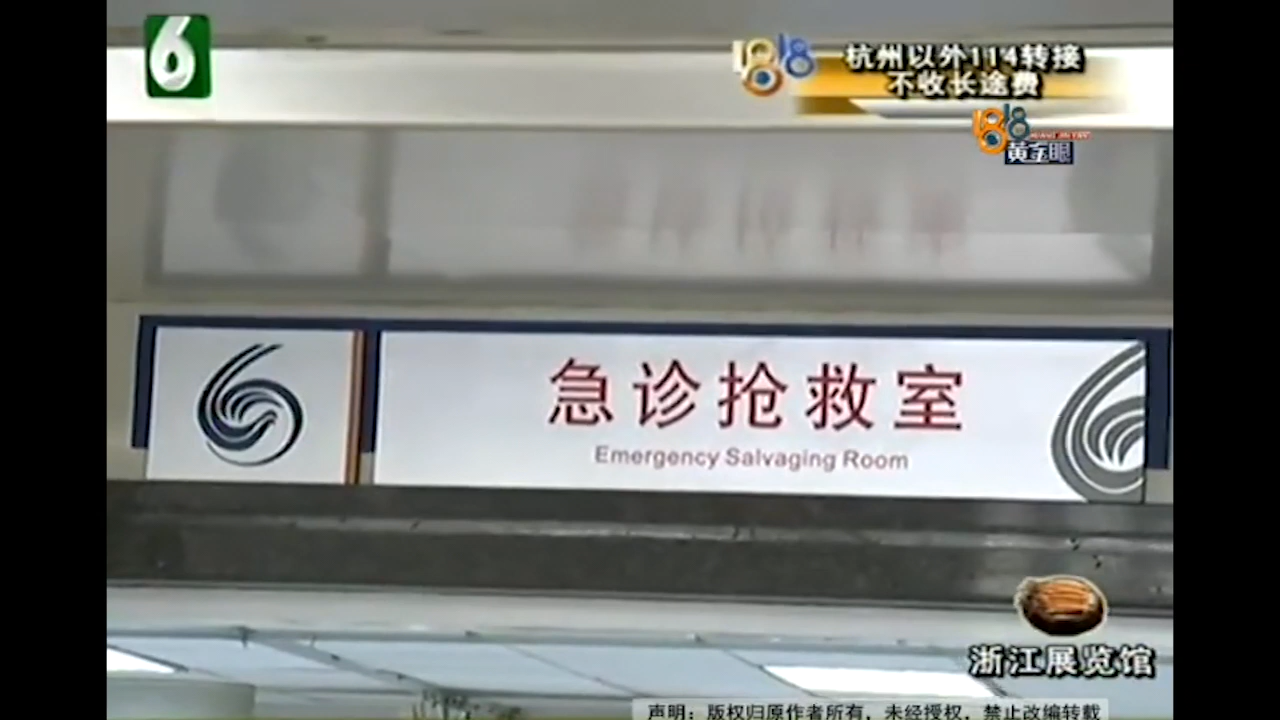 6
1818
杭州以外114转接
不收长途费
1818
黄金眼
急诊抢救室
Emergency Salvaging Room
浙江展览馆
声明：版权归原作者所有，未经授权，禁止改编转载